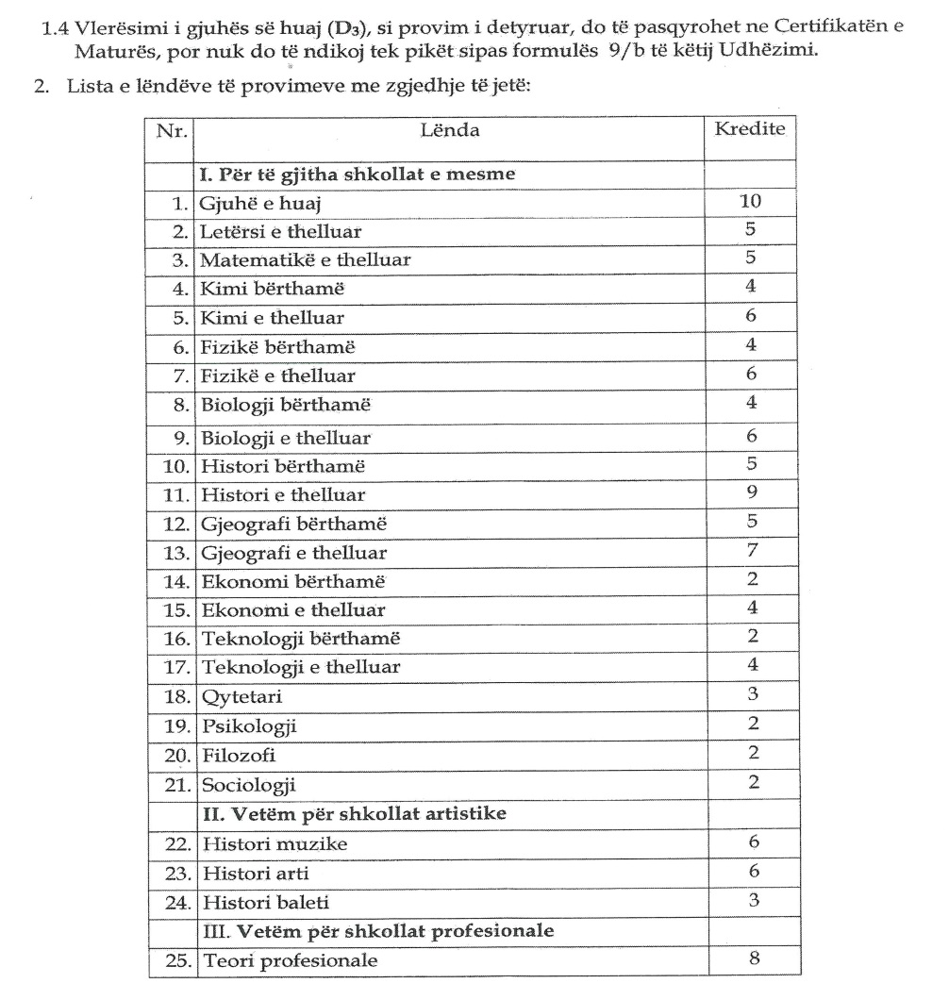 1.4 Vlerësimi i gjuhës së huaj (D₃), si provim i detyruar, do të pasqyrohet ne Certifikatën e
Maturës, por nuk do të ndikoj tek pikët sipas formulës 9/b të këtij Udhëzimi.
2. Lista e lëndëve të provimeve me zgjedhje të jetë:
Nr. Lënda Kredite
I. Për të gjitha shkollat e mesme
1. Gjuhë e huaj 10
2. Letërsi e thelluar 5
3. Matematikë e thelluar 5
4. Kimi bërthamë 4
5. Kimi e thelluar 6
6. Fizikë bërthamë 4
7. Fizikë e thelluar 6
8. Biologji bërthamë 4
9. Biologji e thelluar 6
10. Histori bërthamë 5
11. Histori e thelluar 9
12. Gjeografi bërthamë 5
13. Gjeografi e thelluar 7
14. Ekonomi bërthamë 2
15. Ekonomi e thelluar 4
16. Teknologji bërthamë 2
17. Teknologji e thelluar 4
18. Qytetari 3
19. Psikologji 2
20. Filozofi 2
21. Sociologji 2
II. Vetëm për shkollat artistike
22. Histori muzike 6
23. Histori arti 6
24. Histori baleti 3
III. Vetëm për shkollat profesionale
25. Teori profesionale 8